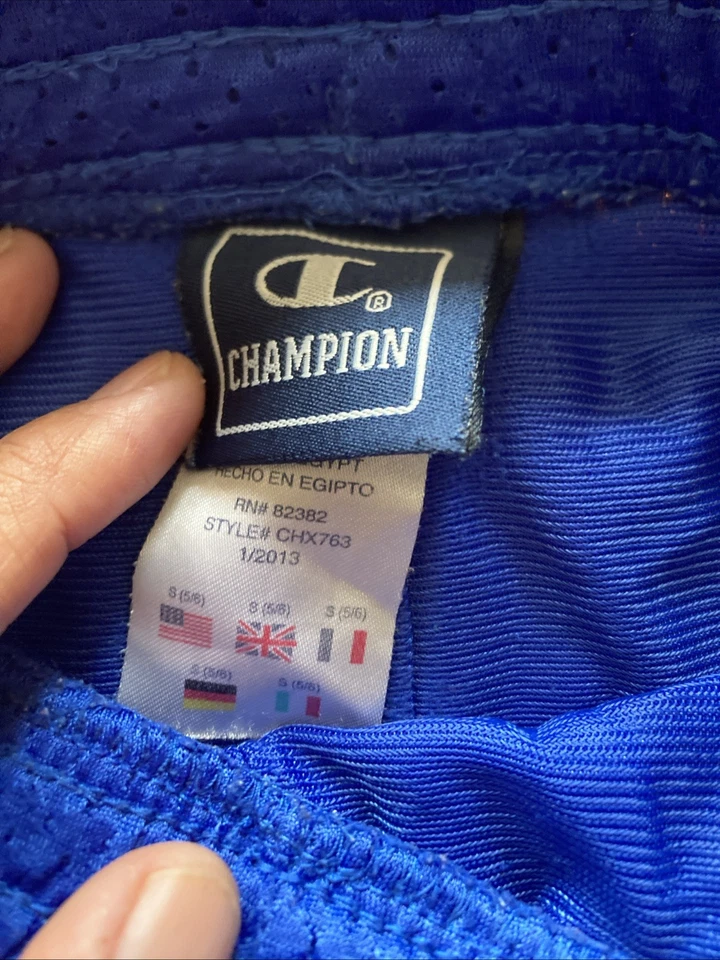 ®
CHAMPION
EGYPT
HECHO EN EGIPTO
RN# 82382
STYLE# CHX763
1/2013
S (5/6) S (5/6) S (5/6)
S (5/6) S (5/6)